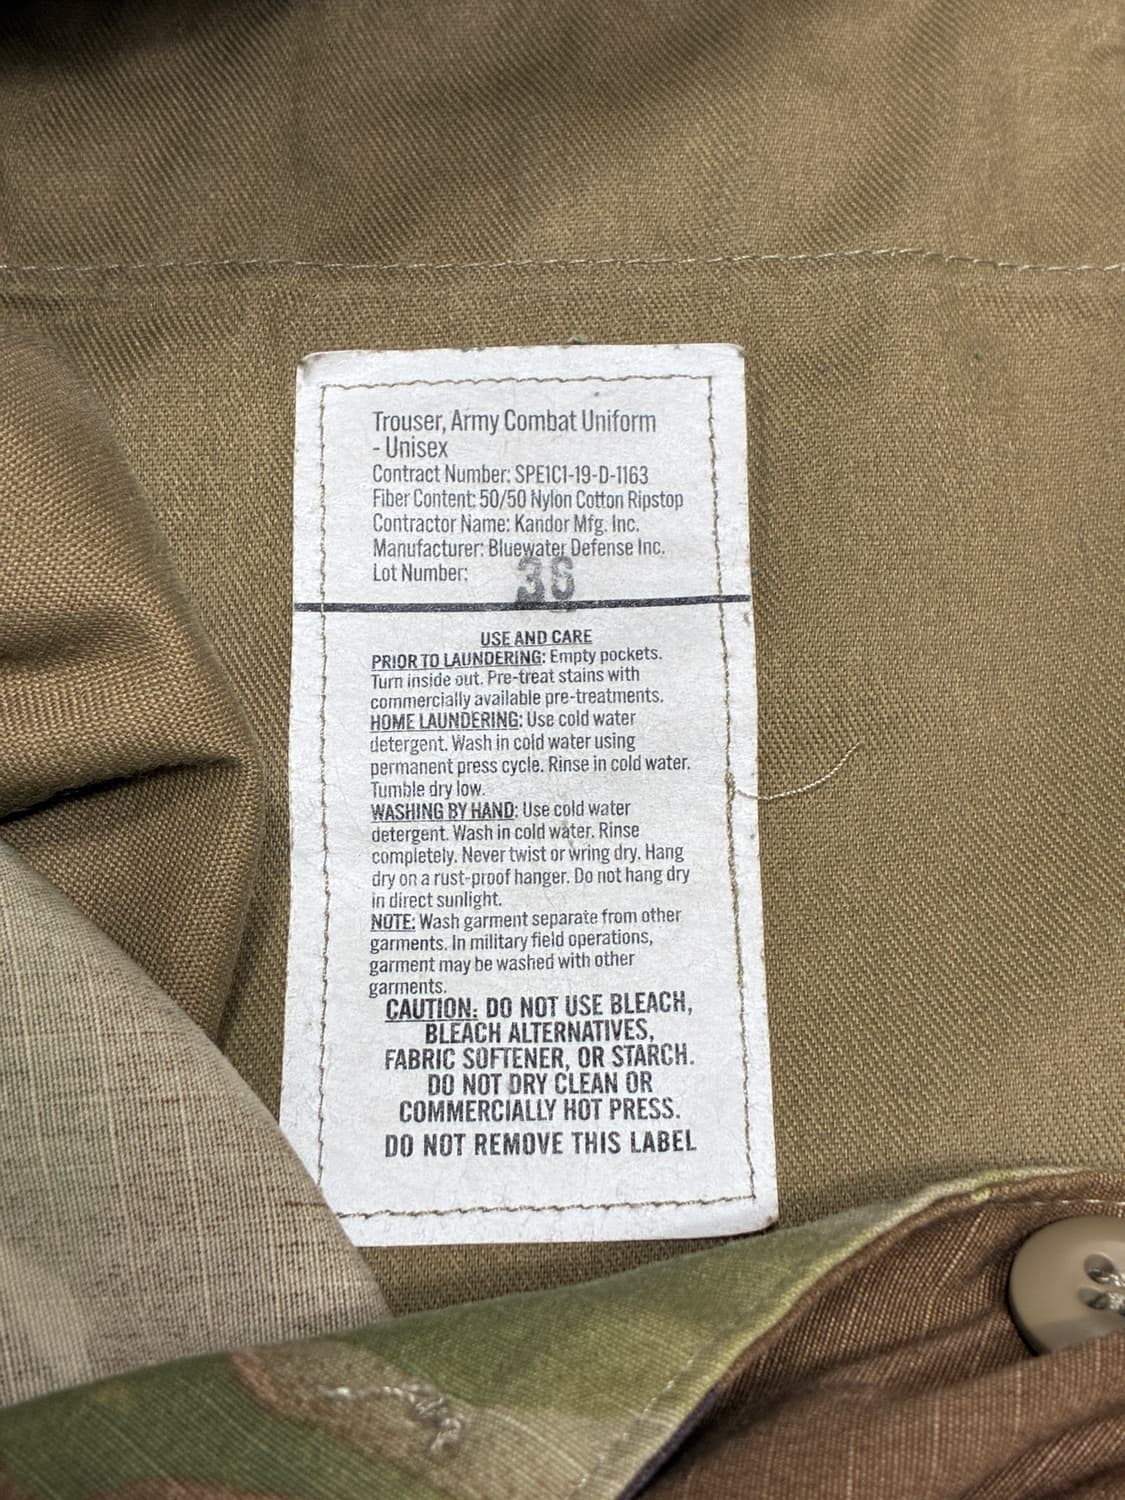 Trouser, Army Combat Uniform
- Unisex
Contract Number: SPE1C1-19-D-1163
Fiber Content: 50/50 Nylon Cotton Ripstop
Contractor Name: Kandor Mfg. Inc.
Manufacturer: Bluewater Defense Inc.
Lot Number: 36
USE AND CARE
PRIOR TO LAUNDERING: Empty pockets.
Turn inside out. Pre-treat stains with
commercially available pre-treatments.
HOME LAUNDERING: Use cold water
detergent. Wash in cold water using
permanent press cycle. Rinse in cold water.
Tumble dry low.
WASHING BY HAND: Use cold water
detergent. Wash in cold water. Rinse
completely. Never twist or wring dry. Hang
dry on a rust-proof hanger. Do not hang dry
in direct sunlight.
NOTE: Wash garment separate from other
garments. In military field operations,
garment may be washed with other
garments.
CAUTION: DO NOT USE BLEACH,
BLEACH ALTERNATIVES,
FABRIC SOFTENER, OR STARCH.
DO NOT DRY CLEAN OR
COMMERCIALLY HOT PRESS.
DO NOT REMOVE THIS LABEL